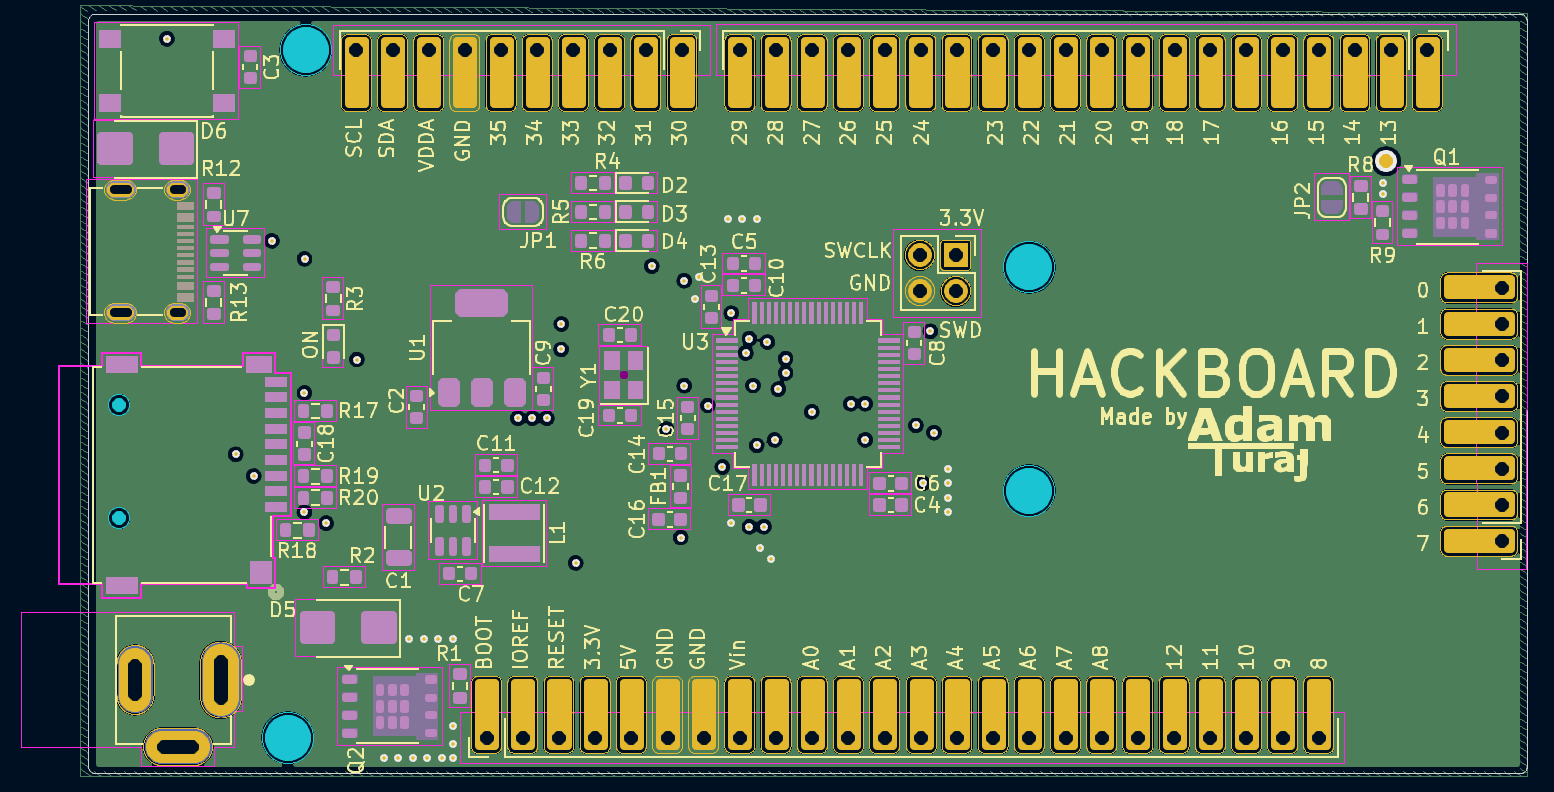 C3
D6
SCL
SDA
VDDA
GND
35
34
33
32
31
30
29
28
27
26
25
24
23
22
21
20
19
18
17
16
15
14
13
R12
U7
R4
D2
R5
D3
JP1
R6
D4
R8
Q1
JP2
R9
3.3V
SWCLK
GND
SWD
C13
C5
C10
R13
R3
ON
U1
C9
C20
U3
C8
Y1
C2
C19
C15
HACKBOARD
Made by Adam
Turaj
0
1
2
3
4
5
6
7
R17
C18
R19
R20
R18
C11
C12
C14
FB1
C16
C17
C6
C4
U2
L1
R2
C1
C7
D5
R1
Q2
BOOT
IOREF
RESET
3.3V
5V
GND
GND
Vin
A0
A1
A2
A3
A4
A5
A6
A7
A8
12
11
10
9
8